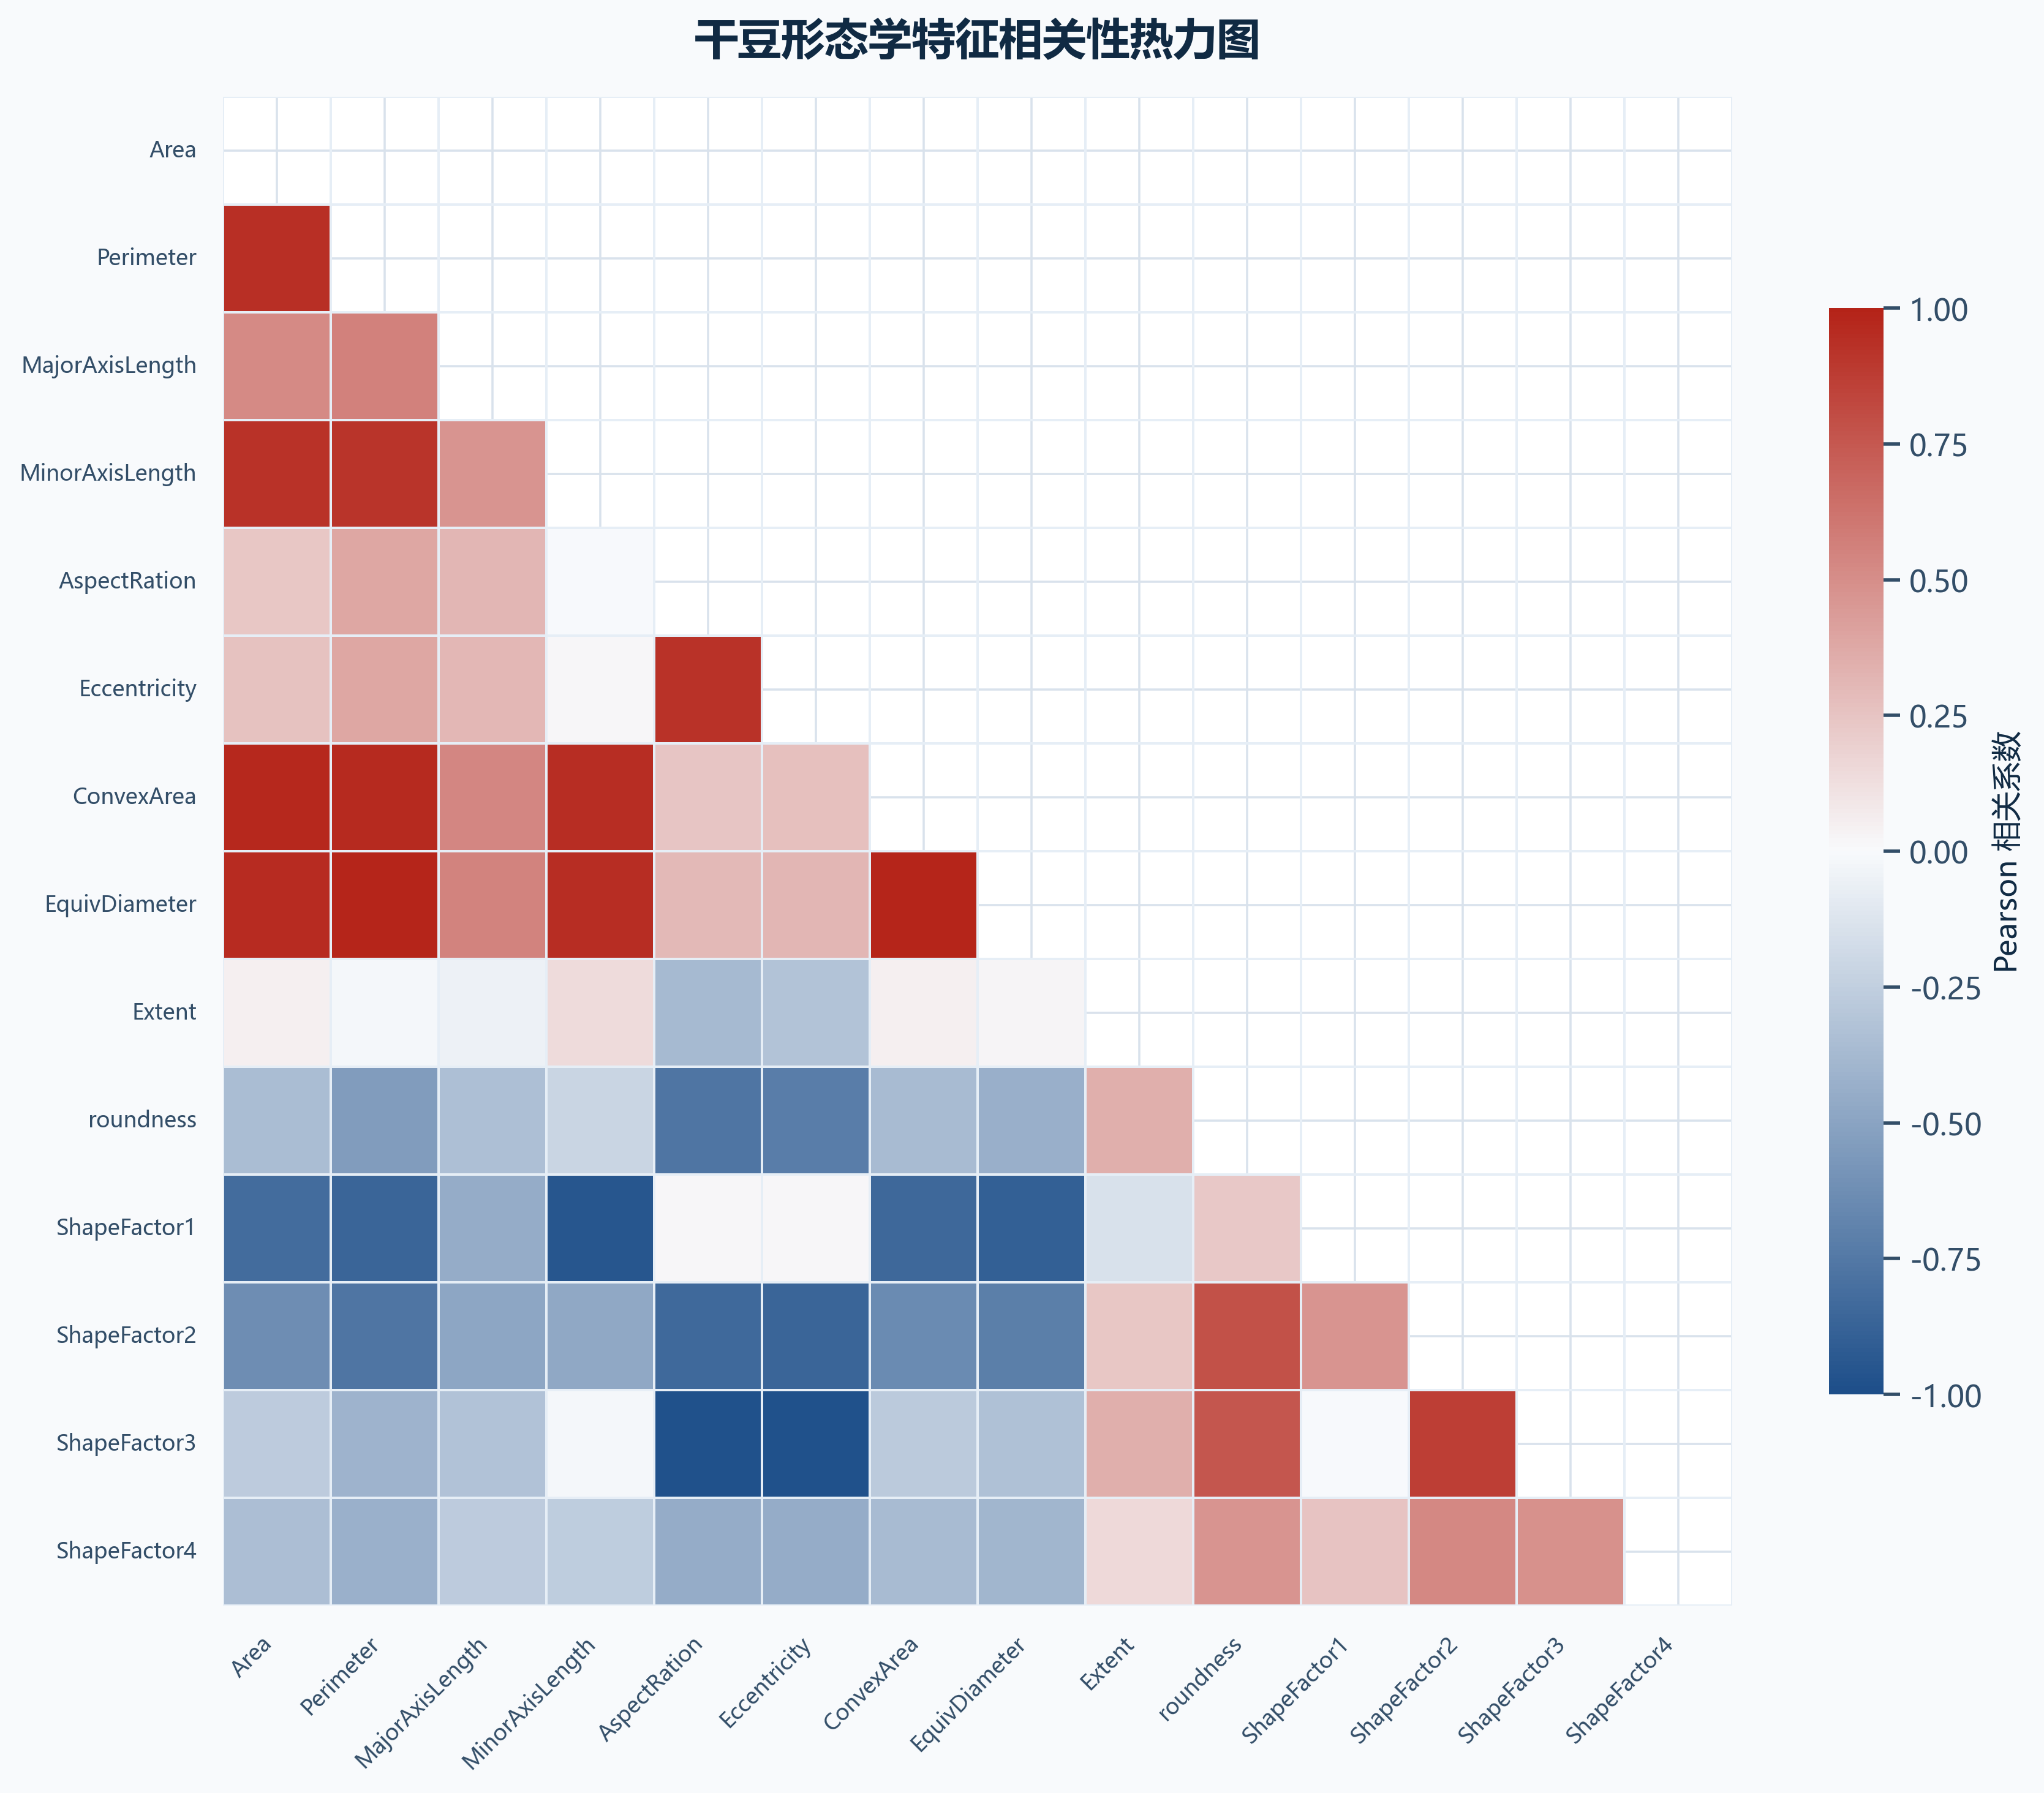 干豆形态学特征相关性热力图
Area
Perimeter
MajorAxisLength
MinorAxisLength
AspectRation
Eccentricity
ConvexArea
EquivDiameter
Extent
roundness
ShapeFactor1
ShapeFactor2
ShapeFactor3
ShapeFactor4
Area
Perimeter
MajorAxisLength
MinorAxisLength
AspectRation
Eccentricity
ConvexArea
EquivDiameter
Extent
roundness
ShapeFactor1
ShapeFactor2
ShapeFactor3
ShapeFactor4
1.00
0.75
0.50
0.25
0.00
-0.25
-0.50
-0.75
-1.00
Pearson 相关系数